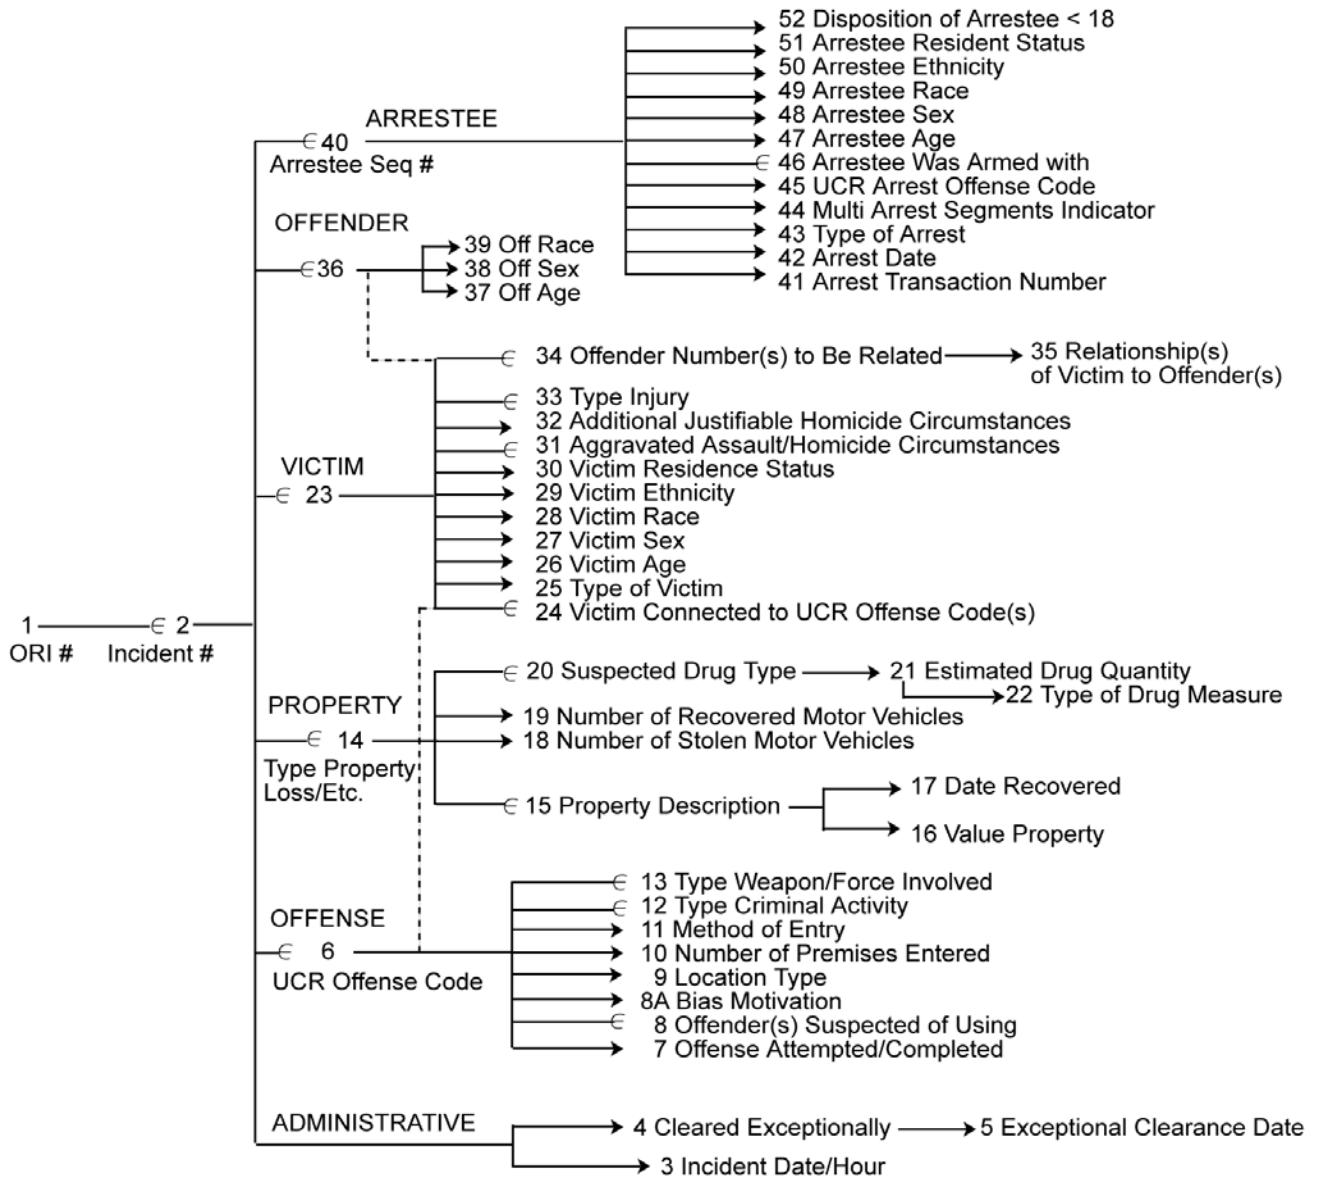 52 Disposition of Arrestee < 18
51 Arrestee Resident Status
50 Arrestee Ethnicity
49 Arrestee Race
48 Arrestee Sex
47 Arrestee Age
46 Arrestee Was Armed with
45 UCR Arrest Offense Code
44 Multi Arrest Segments Indicator
43 Type of Arrest
42 Arrest Date
41 Arrest Transaction Number
ARRESTEE
40
Arrestee Seq #
OFFENDER
36
39 Off Race
38 Off Sex
37 Off Age
34 Offender Number(s) to Be Related
35 Relationship(s)
of Victim to Offender(s)
33 Type Injury
32 Additional Justifiable Homicide Circumstances
31 Aggravated Assault/Homicide Circumstances
30 Victim Residence Status
29 Victim Ethnicity
28 Victim Race
27 Victim Sex
26 Victim Age
25 Type of Victim
24 Victim Connected to UCR Offense Code(s)
VICTIM
23
1
ORI #
2
Incident #
20 Suspected Drug Type
21 Estimated Drug Quantity
22 Type of Drug Measure
19 Number of Recovered Motor Vehicles
18 Number of Stolen Motor Vehicles
PROPERTY
14
Type Property
Loss/Etc.
15 Property Description
17 Date Recovered
16 Value Property
13 Type Weapon/Force Involved
12 Type Criminal Activity
11 Method of Entry
10 Number of Premises Entered
9 Location Type
8A Bias Motivation
8 Offender(s) Suspected of Using
7 Offense Attempted/Completed
OFFENSE
6
UCR Offense Code
ADMINISTRATIVE
4 Cleared Exceptionally
5 Exceptional Clearance Date
3 Incident Date/Hour